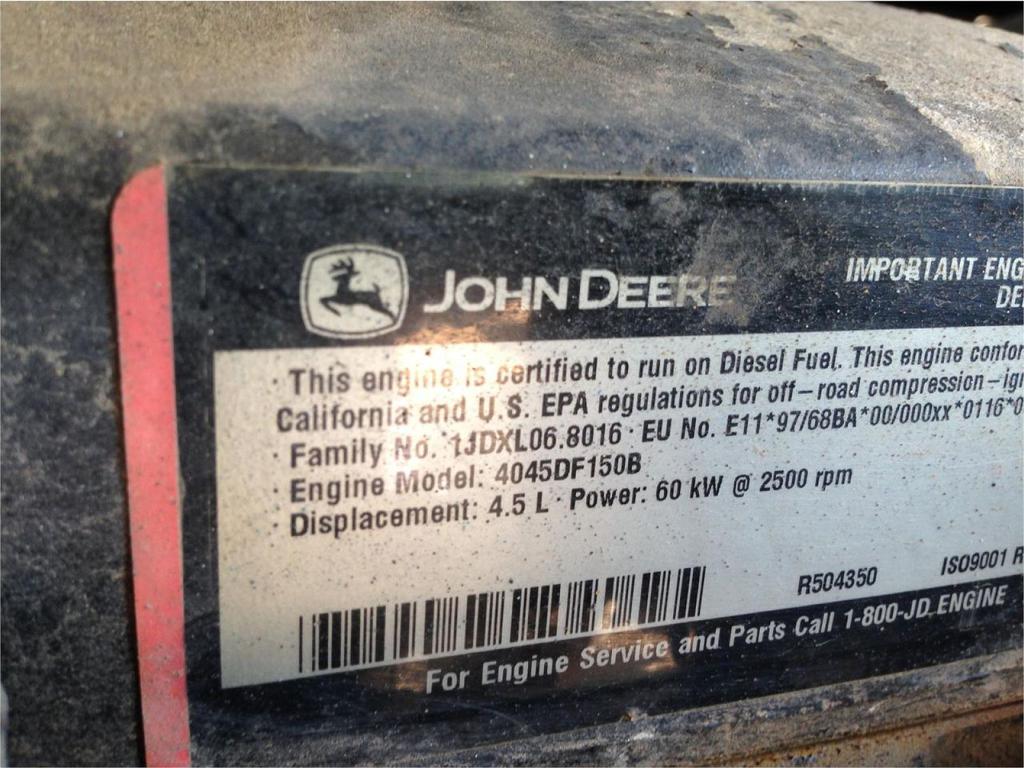 JOHN DEERE
IMPORTANT ENG
DE
· This engine is certified to run on Diesel Fuel. This engine confor
California and U.S. EPA regulations for off-road compression-ign
· Family No. 1JDXL06.8016 · EU No. E11*97/68BA*00/000xx*0116*0
· Engine Model: 4045DF150B
· Displacement: 4.5 L · Power: 60 kW @ 2500 rpm
R504350
ISO9001 R
For Engine Service and Parts Call 1-800-JD ENGINE